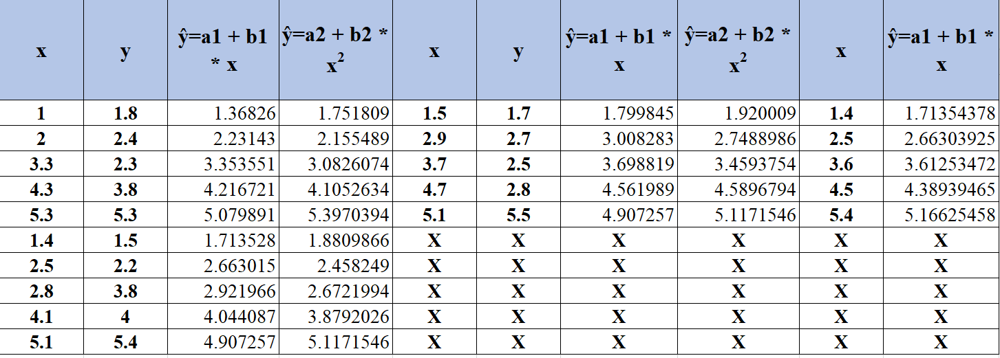 x y ŷ=a1 + b1 * x ŷ=a2 + b2 * x² x y ŷ=a1 + b1 * x ŷ=a2 + b2 * x² x ŷ=a1 + b1 * x
1 1.8 1.36826 1.751809 1.5 1.7 1.799845 1.920009 1.4 1.71354378
2 2.4 2.23143 2.155489 2.9 2.7 3.008283 2.7488986 2.5 2.66303925
3.3 2.3 3.353551 3.0826074 3.7 2.5 3.698819 3.4593754 3.6 3.61253472
4.3 3.8 4.216721 4.1052634 4.7 2.8 4.561989 4.5896794 4.5 4.38939465
5.3 5.3 5.079891 5.3970394 5.1 5.5 4.907257 5.1171546 5.4 5.16625458
1.4 1.5 1.713528 1.8809866 X X X X X X
2.5 2.2 2.663015 2.458249 X X X X X X
2.8 3.8 2.921966 2.6721994 X X X X X X
4.1 4 4.044087 3.8792026 X X X X X X
5.1 5.4 4.907257 5.1171546 X X X X X X